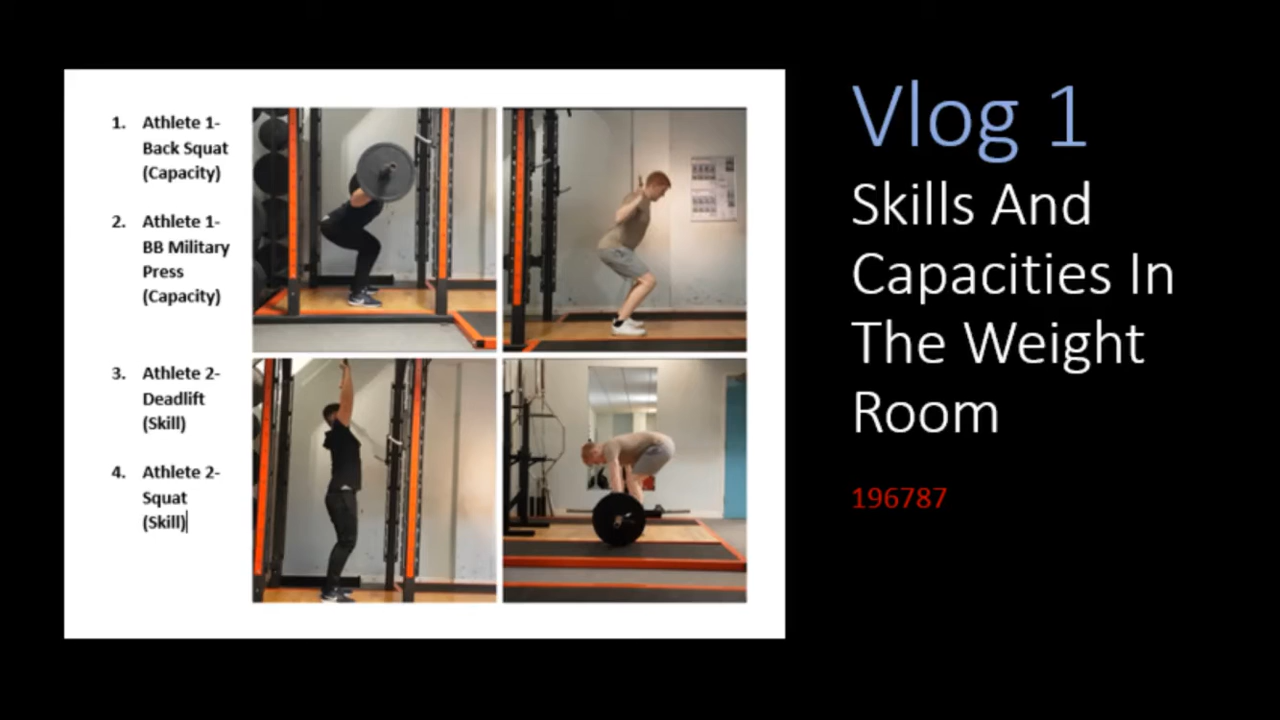 1. Athlete 1-
Back Squat
(Capacity)
2. Athlete 1-
BB Military
Press
(Capacity)
3. Athlete 2-
Deadlift
(Skill)
4. Athlete 2-
Squat
(Skill)
Vlog 1
Skills And
Capacities In
The Weight
Room
196787